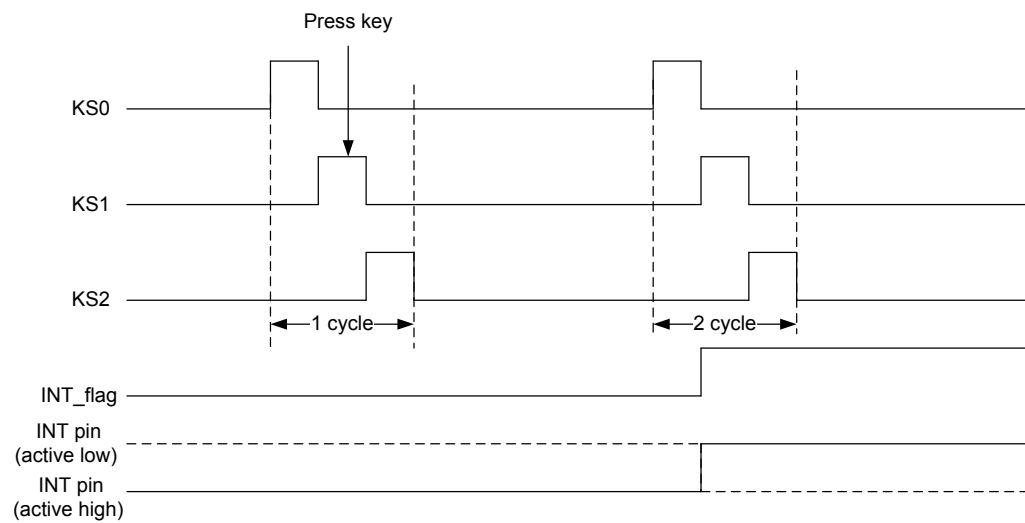 Press key
KS0
KS1
KS2
1 cycle
2 cycle
INT_flag
INT pin
(active low)
INT pin
(active high)